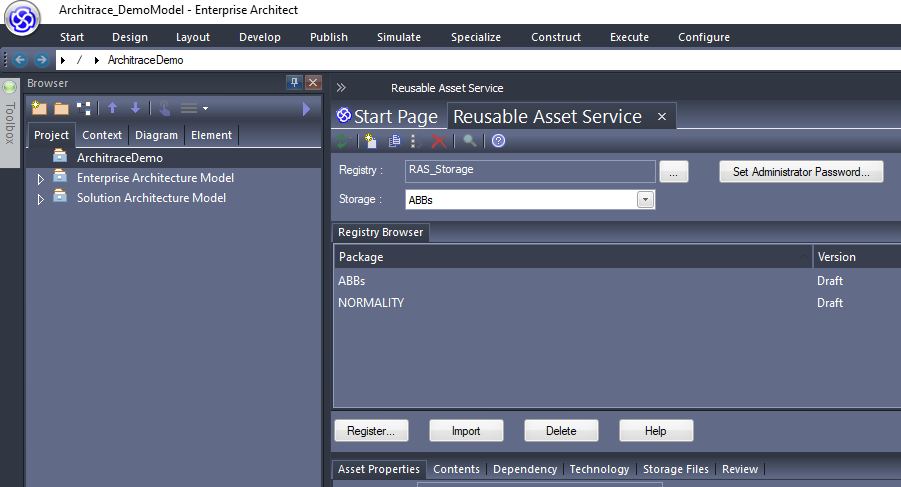 Architrace_DemoModel - Enterprise Architect
Start Design Layout Develop Publish Simulate Specialize Construct Execute Configure
/ ArchitraceDemo
Browser
Toolbox
Project Context Diagram Element
ArchitraceDemo
Enterprise Architecture Model
Solution Architecture Model
Reusable Asset Service
Start Page Reusable Asset Service
Registry : RAS_Storage ... Set Administrator Password...
Storage : ABBs
Registry Browser
Package Version
ABBs Draft
NORMALITY Draft
Register... Import Delete Help
Asset Properties Contents Dependency Technology Storage Files Review